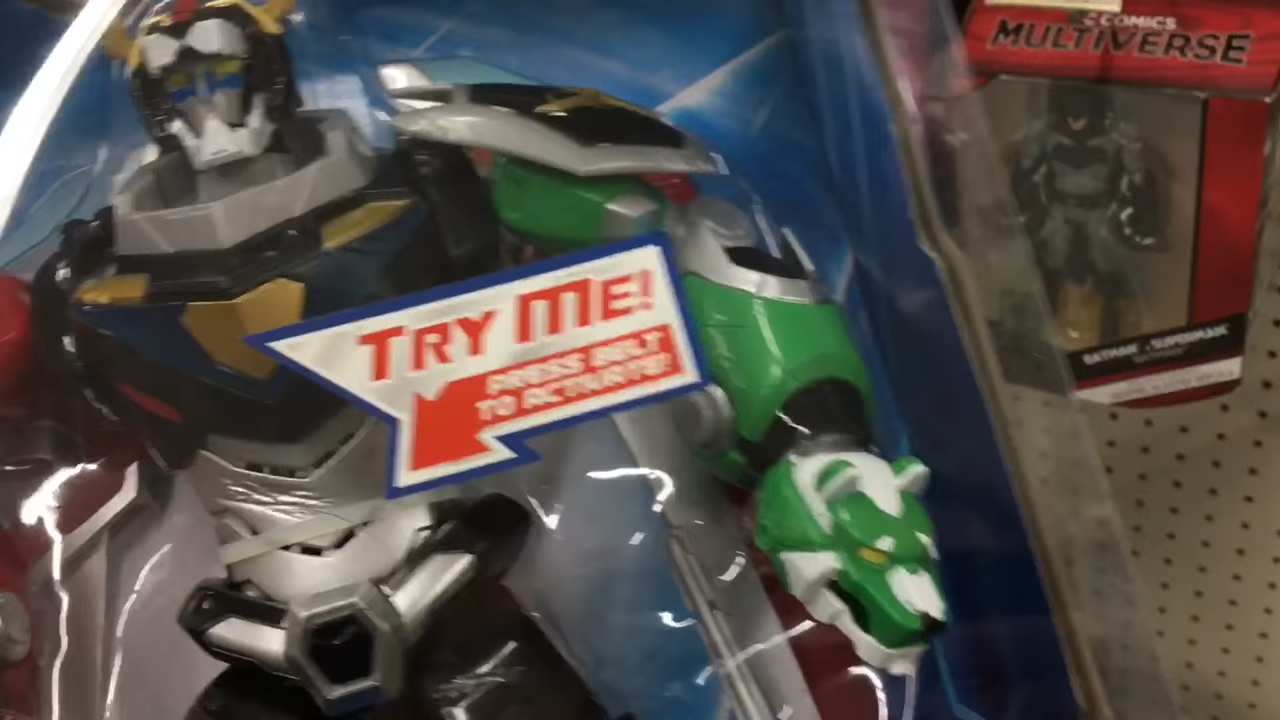 COMICS
MULTIVERSE
TRY ME!
PRESS BELT
TO ACTIVATE!
BATMAN v SUPERMAN